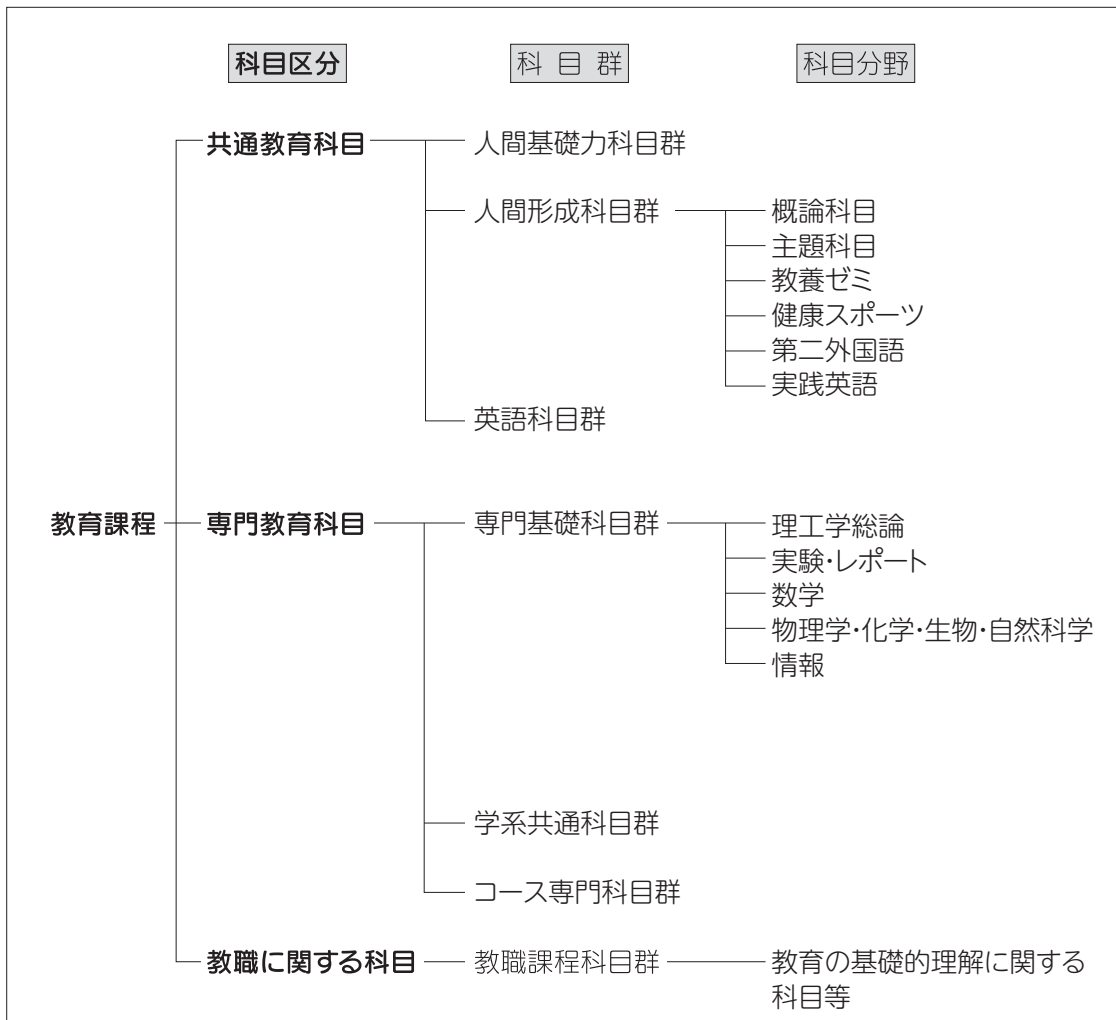 科目区分 科目群 科目分野
共通教育科目 人間基礎力科目群
人間形成科目群 概論科目
主題科目
教養ゼミ
健康スポーツ
第二外国語
実践英語
英語科目群
教育課程 専門教育科目 専門基礎科目群 理工学総論
実験・レポート
数学
物理学・化学・生物・自然科学
情報
学系共通科目群
コース専門科目群
教職に関する科目 教職課程科目群 教育の基礎的理解に関する
科目等